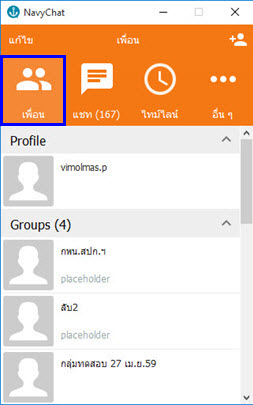 NavyChat
แก้ไข เพื่อน
เพื่อน แชท (167) ไทม์ไลน์ อื่น ๆ
Profile
vimolmas.p
Groups (4)
กพน.สปก.ฯ
placeholder
ลับ2
placeholder
กลุ่มทดสอบ 27 เม.ย.59